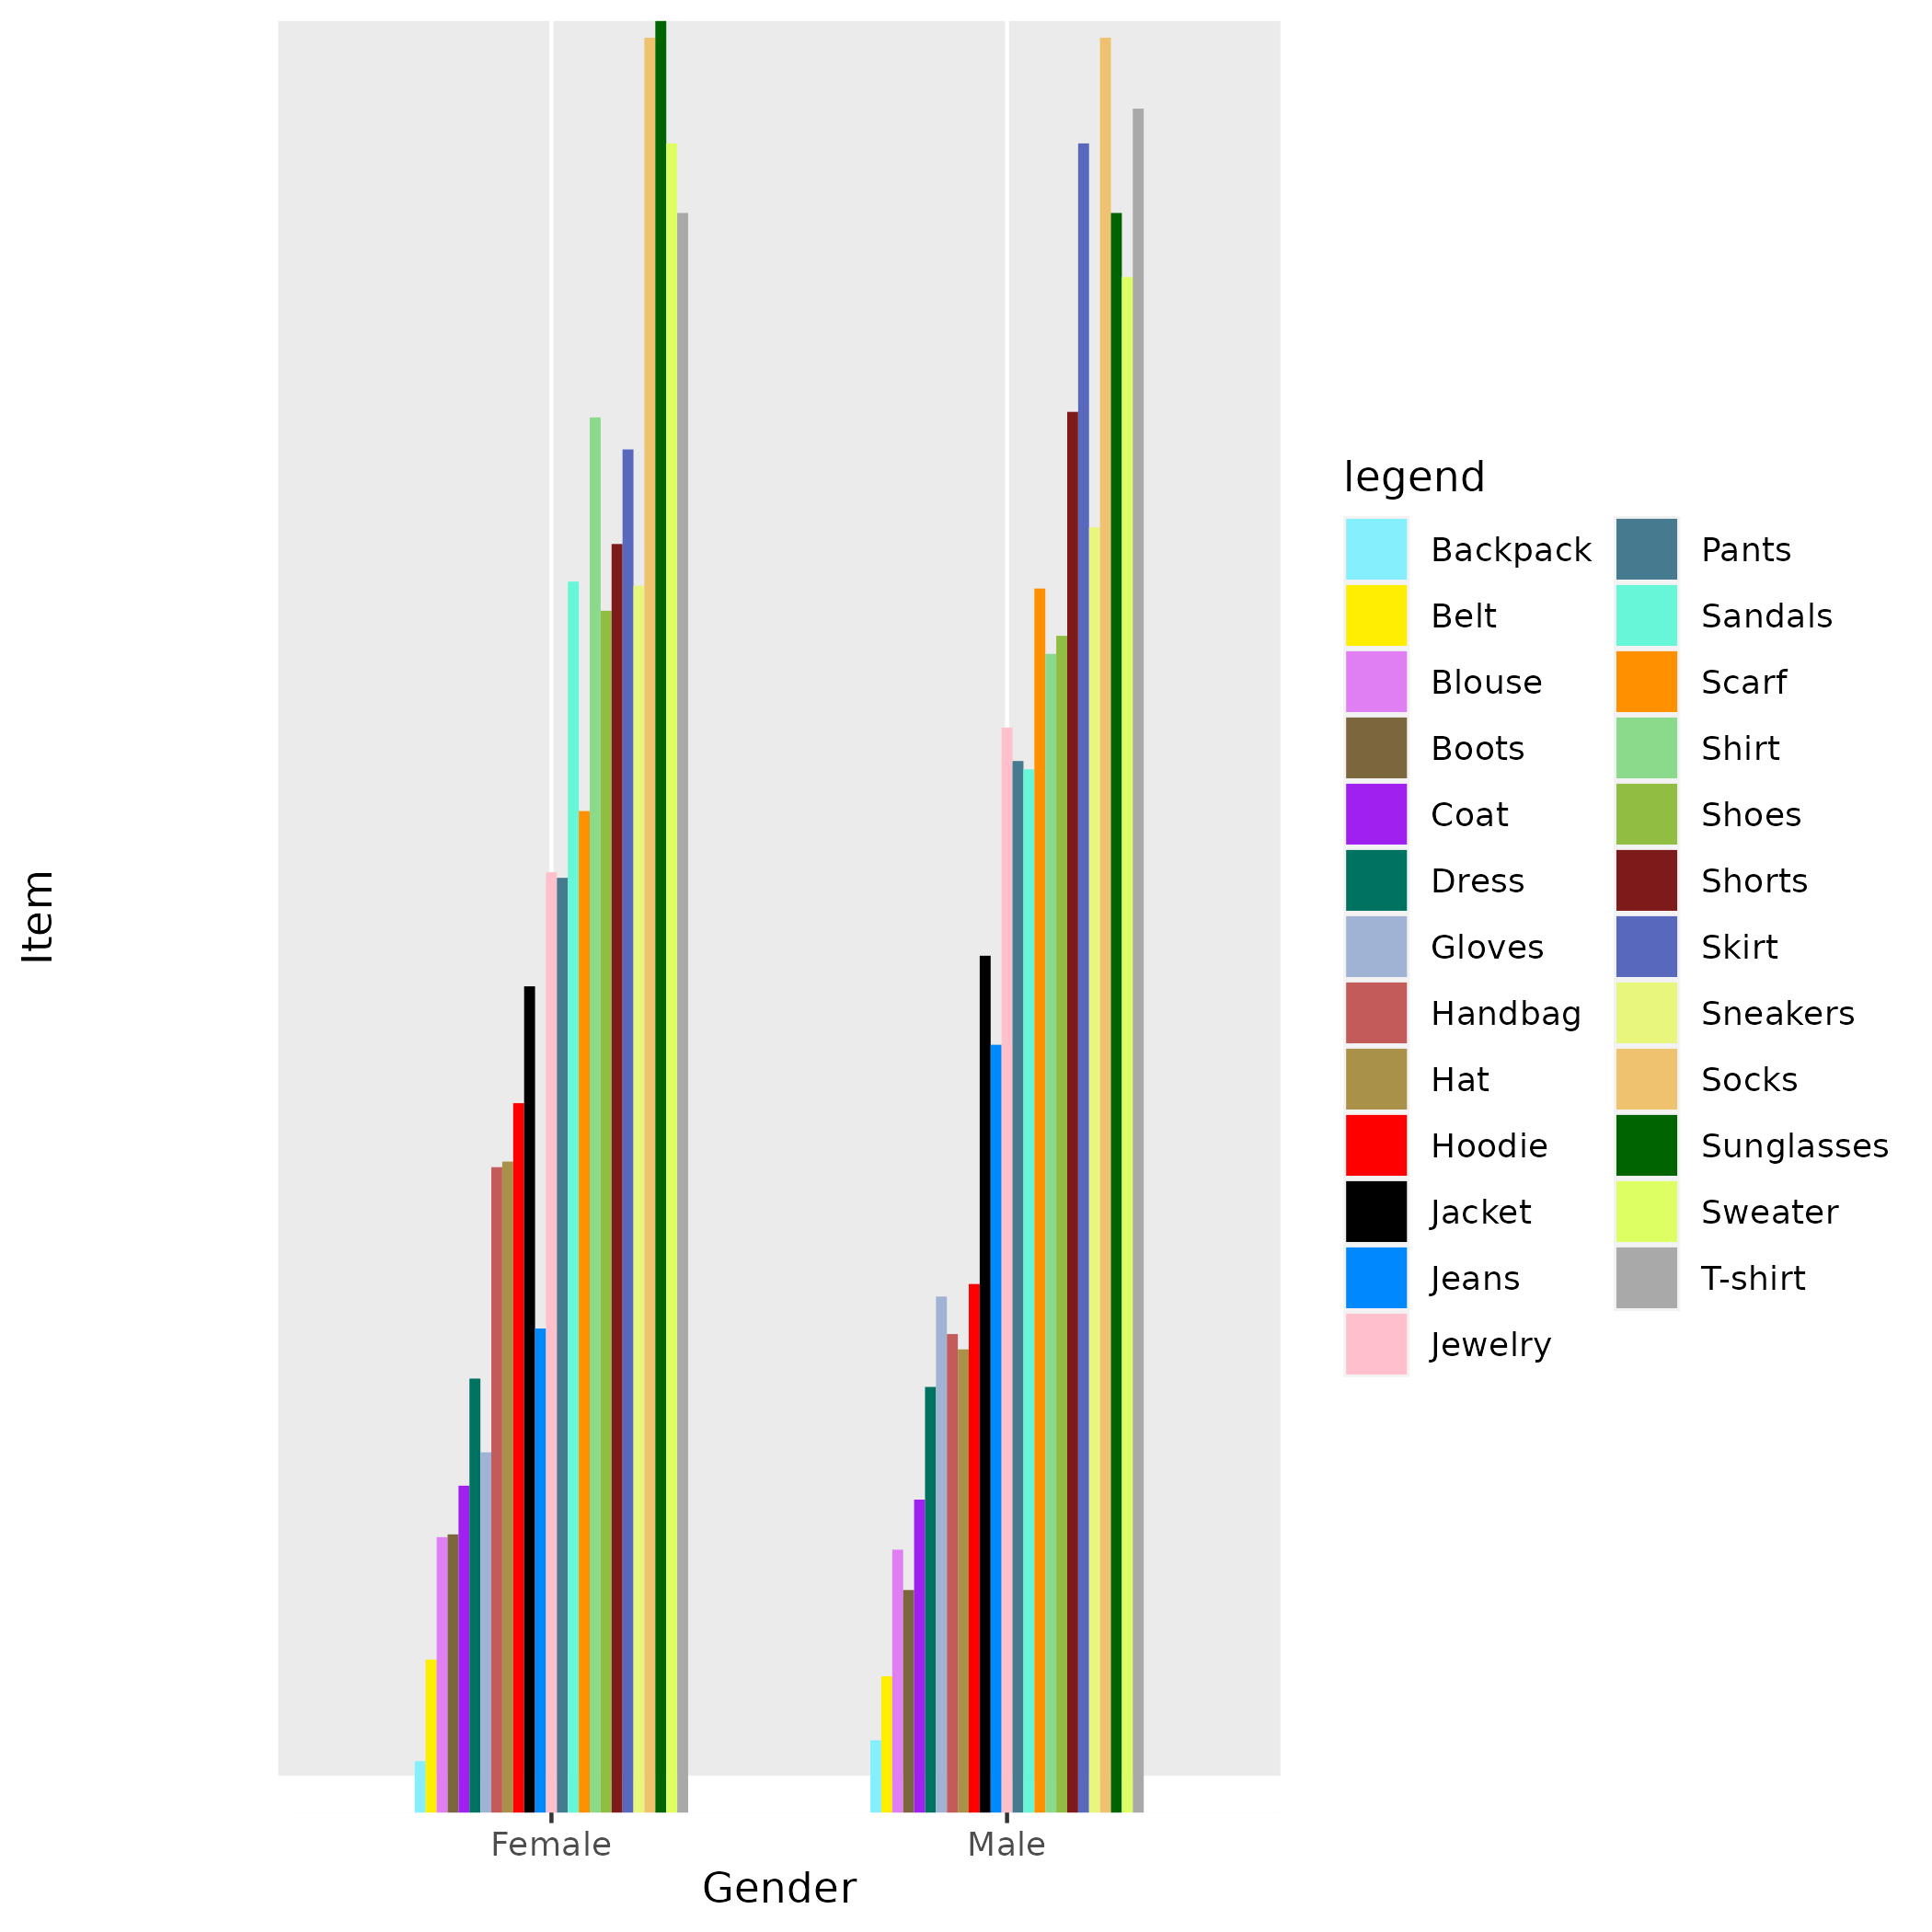 Item
Female
Male
Gender
legend
Backpack
Belt
Blouse
Boots
Coat
Dress
Gloves
Handbag
Hat
Hoodie
Jacket
Jeans
Jewelry
Pants
Sandals
Scarf
Shirt
Shoes
Shorts
Skirt
Sneakers
Socks
Sunglasses
Sweater
T-shirt